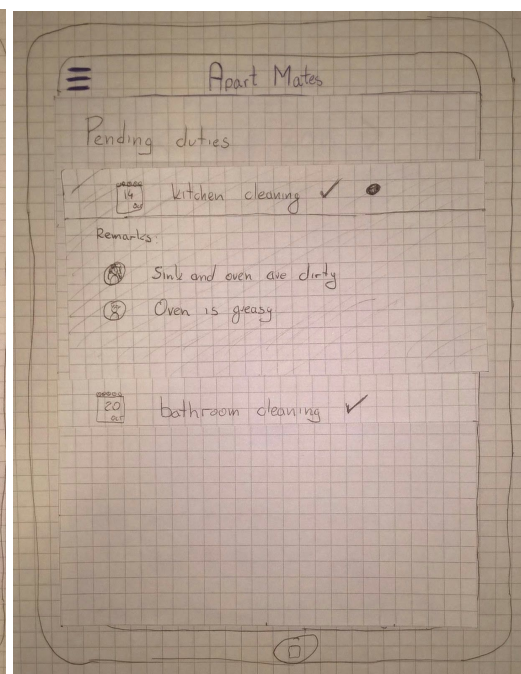 Apart Mates
Pending duties
14
kitchen cleaning
Remarks:
Sink and oven are dirty
Oven is greasy
20
OCT
bathroom cleaning